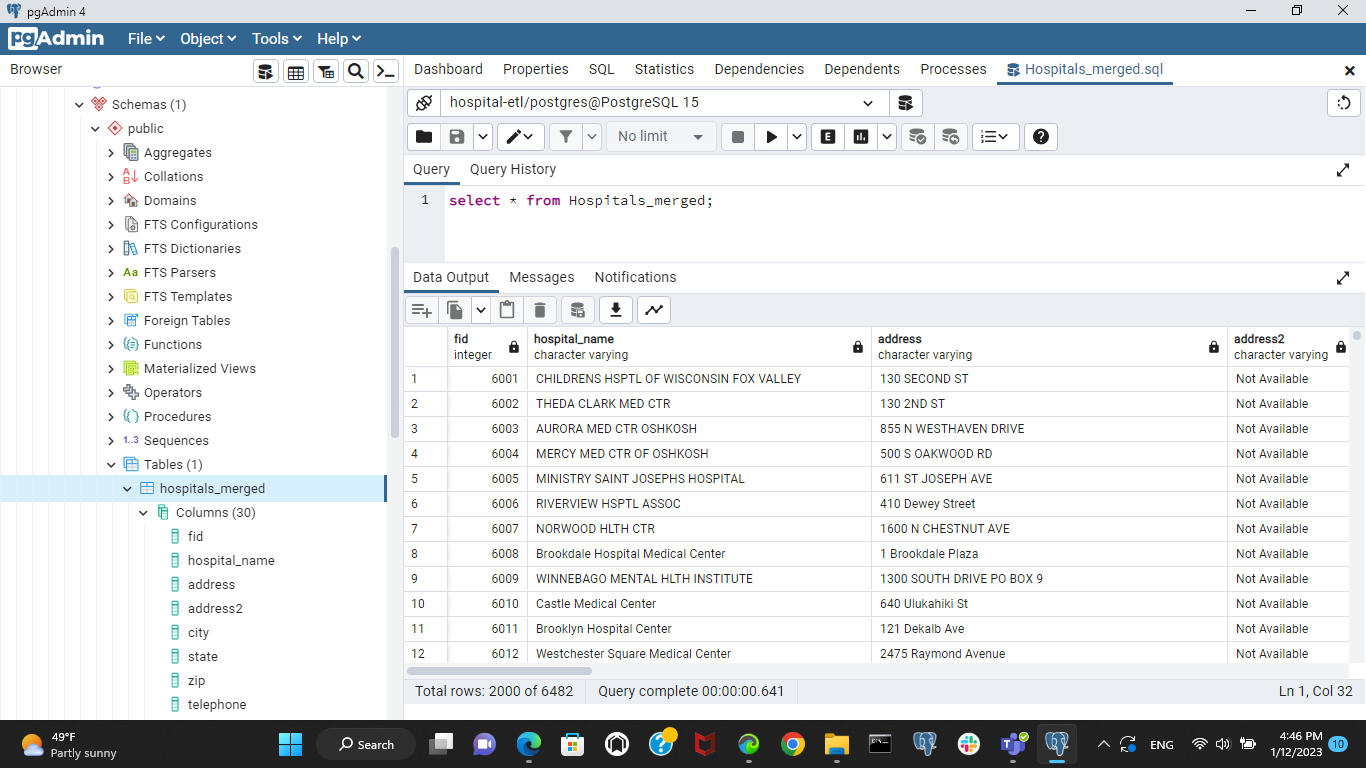 pgAdmin 4
pgAdmin
File Object Tools Help
Browser
Dashboard Properties SQL Statistics Dependencies Dependents Processes Hospitals_merged.sql
Schemas (1)
public
Aggregates
Collations
Domains
FTS Configurations
FTS Dictionaries
Aa FTS Parsers
FTS Templates
Foreign Tables
Functions
Materialized Views
Operators
Procedures
1..3 Sequences
Tables (1)
hospitals_merged
Columns (30)
fid
hospital_name
address
address2
city
state
zip
telephone
hospital-etl/postgres@PostgreSQL 15
No limit
E
Query Query History
1 select * from Hospitals_merged;
Data Output Messages Notifications
fid hospital_name address address2
integer character varying character varying character varying
1 6001 CHILDRENS HSPTL OF WISCONSIN FOX VALLEY 130 SECOND ST Not Available
2 6002 THEDA CLARK MED CTR 130 2ND ST Not Available
3 6003 AURORA MED CTR OSHKOSH 855 N WESTHAVEN DRIVE Not Available
4 6004 MERCY MED CTR OF OSHKOSH 500 S OAKWOOD RD Not Available
5 6005 MINISTRY SAINT JOSEPHS HOSPITAL 611 ST JOSEPH AVE Not Available
6 6006 RIVERVIEW HSPTL ASSOC 410 Dewey Street Not Available
7 6007 NORWOOD HLTH CTR 1600 N CHESTNUT AVE Not Available
8 6008 Brookdale Hospital Medical Center 1 Brookdale Plaza Not Available
9 6009 WINNEBAGO MENTAL HLTH INSTITUTE 1300 SOUTH DRIVE PO BOX 9 Not Available
10 6010 Castle Medical Center 640 Ulukahiki St Not Available
11 6011 Brooklyn Hospital Center 121 Dekalb Ave Not Available
12 6012 Westchester Square Medical Center 2475 Raymond Avenue Not Available
Total rows: 2000 of 6482 Query complete 00:00:00.641 Ln 1, Col 32
49°F
Partly sunny
Search
ENG
4:46 PM
1/12/2023
10